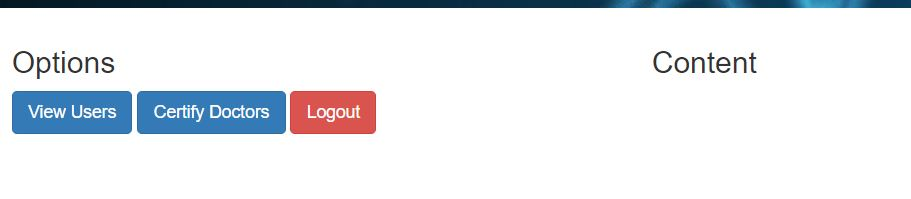 Options
Content
View Users
Certify Doctors
Logout